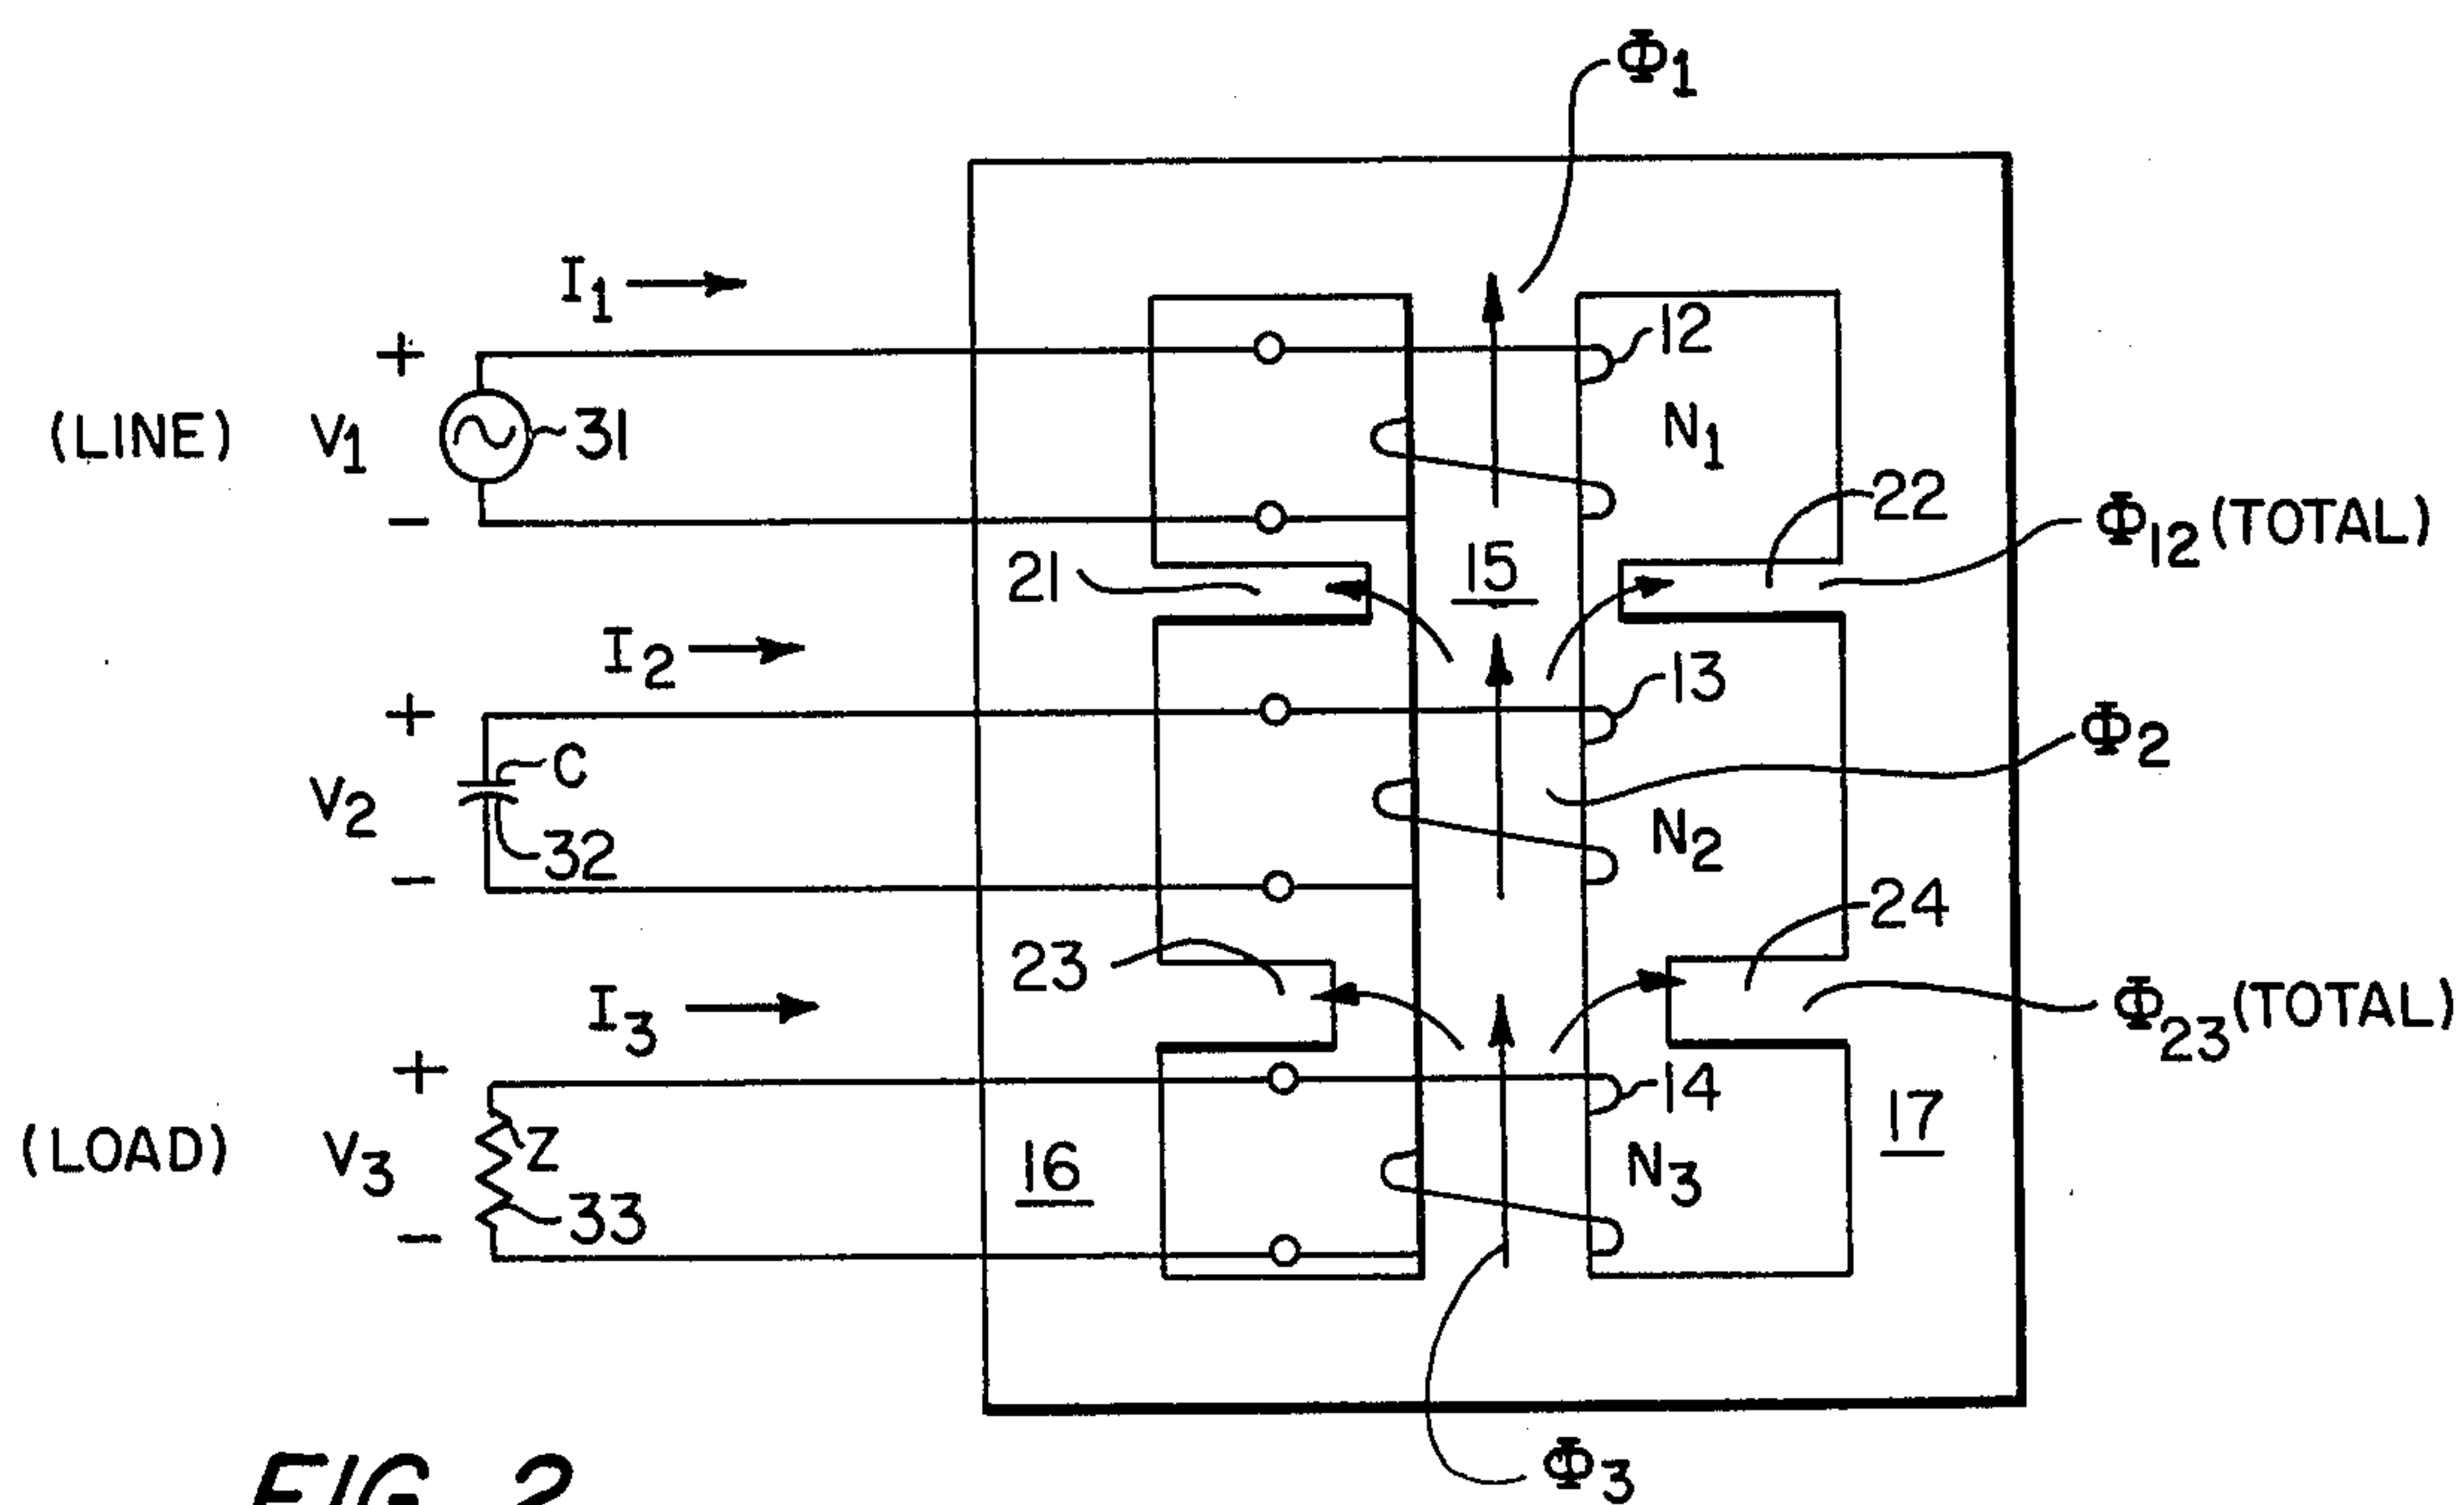 Φ1
I1
12
+
(LINE) V1 31
N1
22
−
Φ12 (TOTAL)
21
15
I2
13
+
Φ2
C
V2
N2
32
−
24
23
I3
Φ23 (TOTAL)
+
14
17
(LOAD) V3 Z
16
N3
33
−
Φ3
FIG. 2